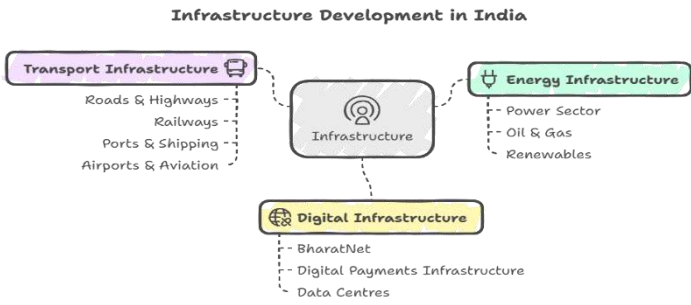 Infrastructure Development in India
Transport Infrastructure
Roads & Highways
Railways
Ports & Shipping
Airports & Aviation
Infrastructure
Energy Infrastructure
Power Sector
Oil & Gas
Renewables
Digital Infrastructure
BharatNet
Digital Payments Infrastructure
Data Centres